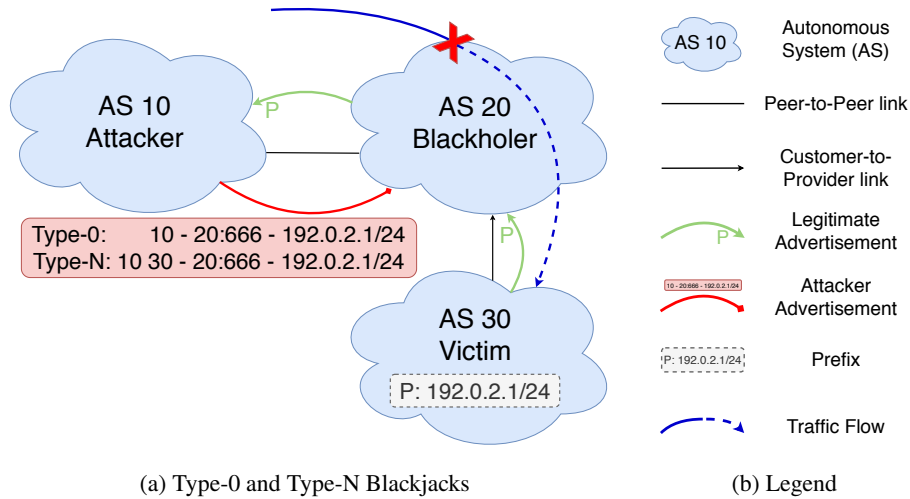 AS 10
Attacker
P
AS 20
Blackholer
Type-0: 10 - 20:666 - 192.0.2.1/24
Type-N: 10 30 - 20:666 - 192.0.2.1/24
P
AS 30
Victim
P: 192.0.2.1/24
(a) Type-0 and Type-N Blackjacks
AS 10
Autonomous
System (AS)
Peer-to-Peer link
Customer-to-
Provider link
P
Legitimate
Advertisement
10 - 20:666 - 192.0.2.1/24
Attacker
Advertisement
P: 192.0.2.1/24
Prefix
Traffic Flow
(b) Legend